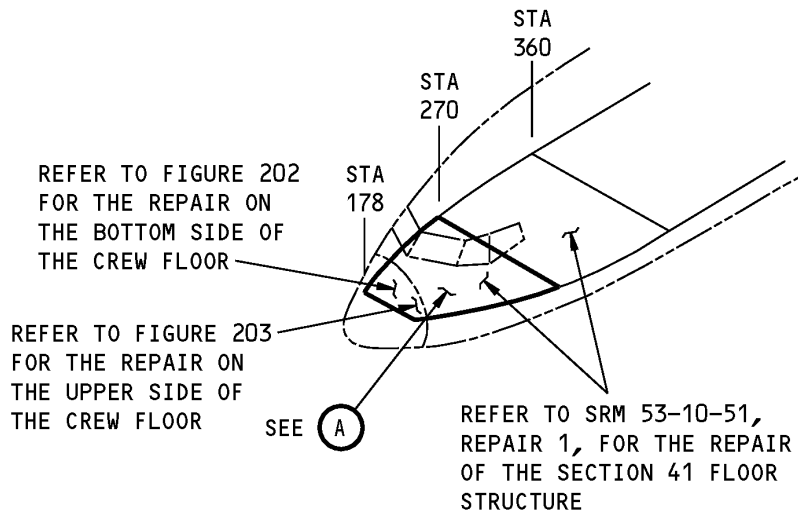 STA
360
STA
270
STA
178
REFER TO FIGURE 202
FOR THE REPAIR ON
THE BOTTOM SIDE OF
THE CREW FLOOR
REFER TO FIGURE 203
FOR THE REPAIR ON
THE UPPER SIDE OF
THE CREW FLOOR
SEE A
REFER TO SRM 53-10-51,
REPAIR 1, FOR THE REPAIR
OF THE SECTION 41 FLOOR
STRUCTURE